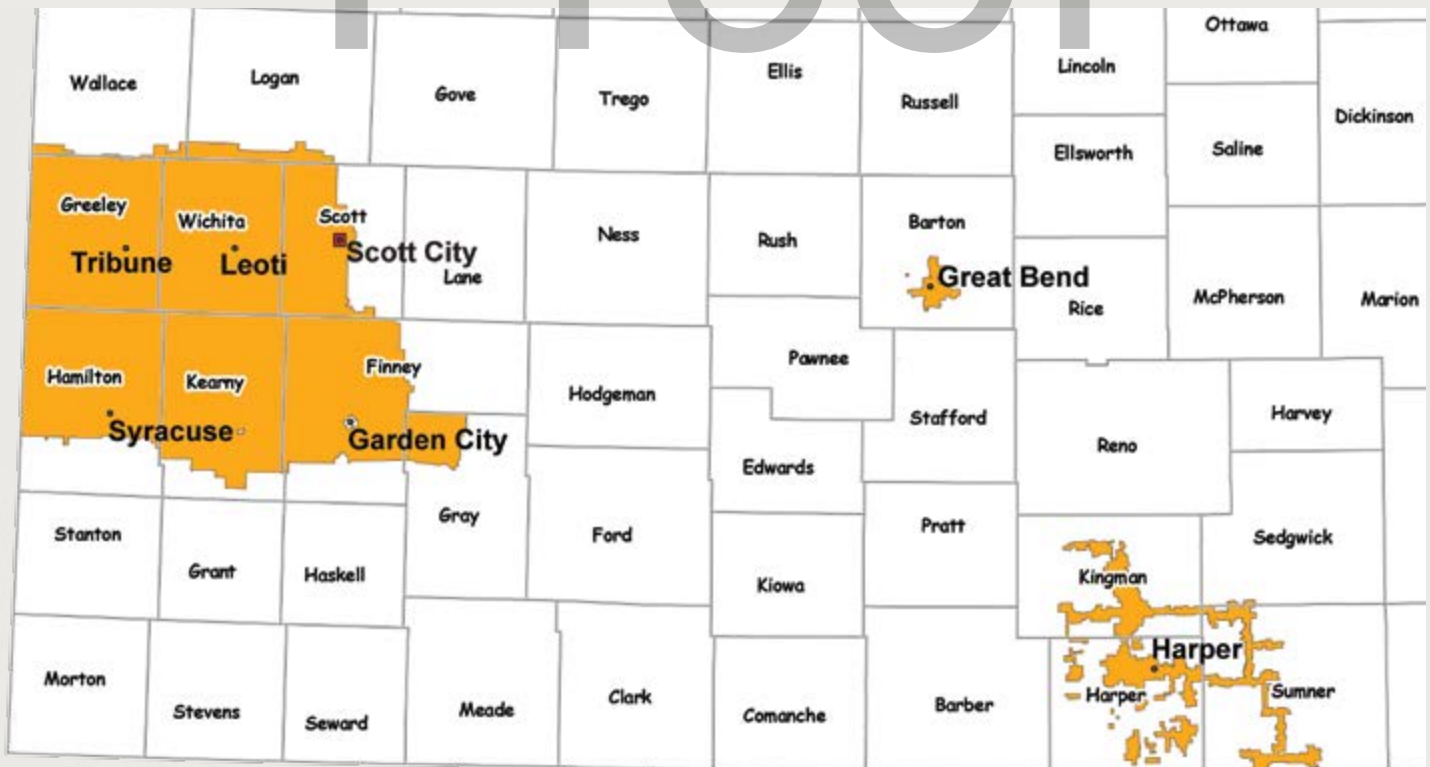 Proof
Ottawa
Wallace
Logan
Gove
Trego
Ellis
Russell
Lincoln
Dickinson
Ellsworth
Saline
Greeley
Wichita
Scott
Tribune
Leoti
Scott City
Lane
Ness
Rush
Barton
Great Bend
Rice
McPherson
Marion
Hamilton
Kearny
Finney
Hodgeman
Pawnee
Stafford
Reno
Harvey
Syracuse
Garden City
Edwards
Stanton
Grant
Haskell
Gray
Ford
Kiowa
Pratt
Kingman
Sedgwick
Harper
Morton
Stevens
Seward
Meade
Clark
Comanche
Barber
Harper
Sumner